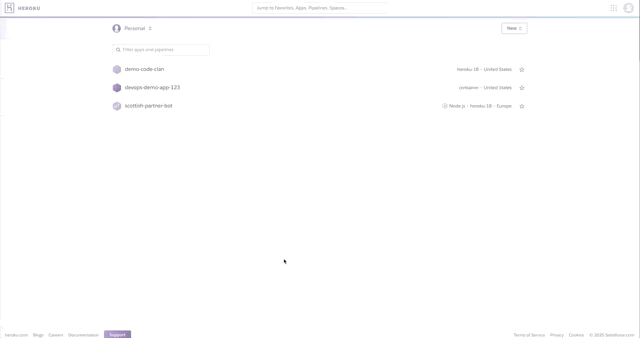 HEROKU
Jump to Favorites, Apps, Pipelines, Spaces...
Personal
New
Filter apps and pipelines
demo-code-clan
heroku-18 · United States
devops-demo-app-123
container · United States
scottish-partner-bot
Node.js · heroku-18 · Europe
heroku.com Blogs Careers Documentation Support
Terms of Service Privacy Cookies © 2020 Salesforce.com